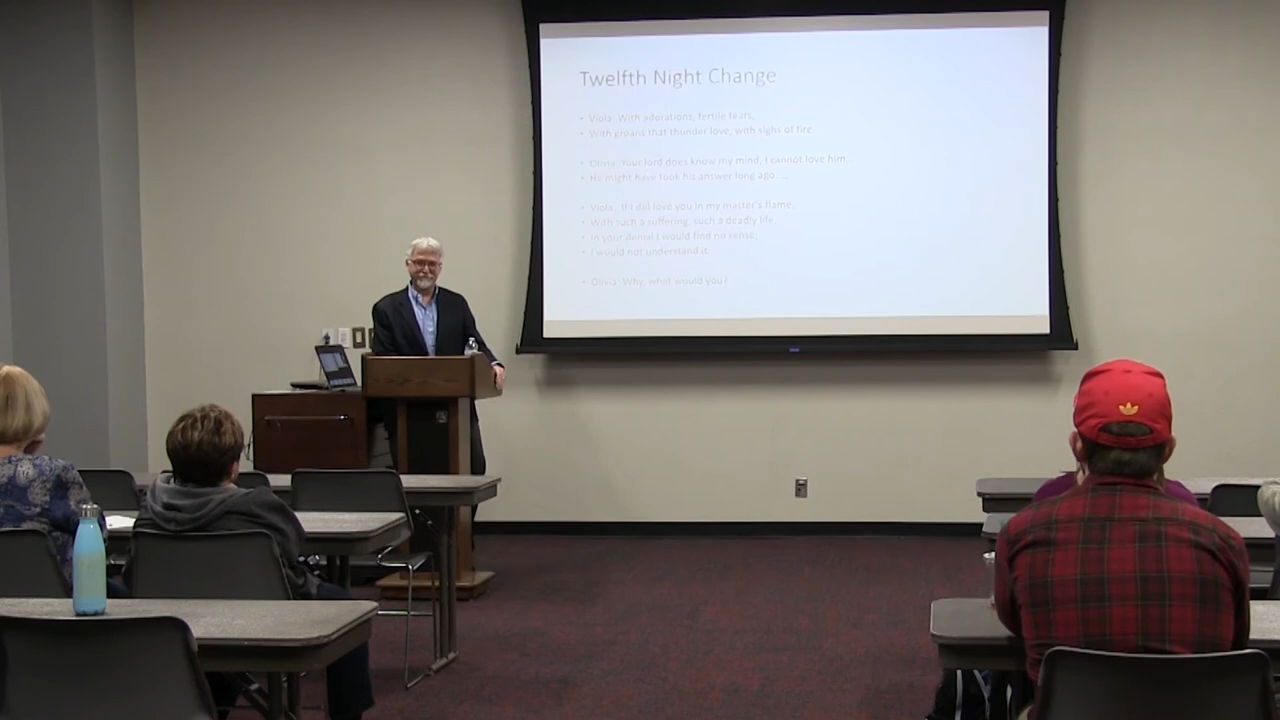 Twelfth Night Change
• Viola: With adorations, fertile tears,
• With groans that thunder love, with sighs of fire.
• Olivia: Your lord does know my mind, I cannot love him...
• He might have took his answer long ago.....
• Viola: If I did love you in my master's flame,
• With such a suffering, such a deadly life,
• In your denial I would find no sense;
• I would not understand it.
• Olivia: Why, what would you?